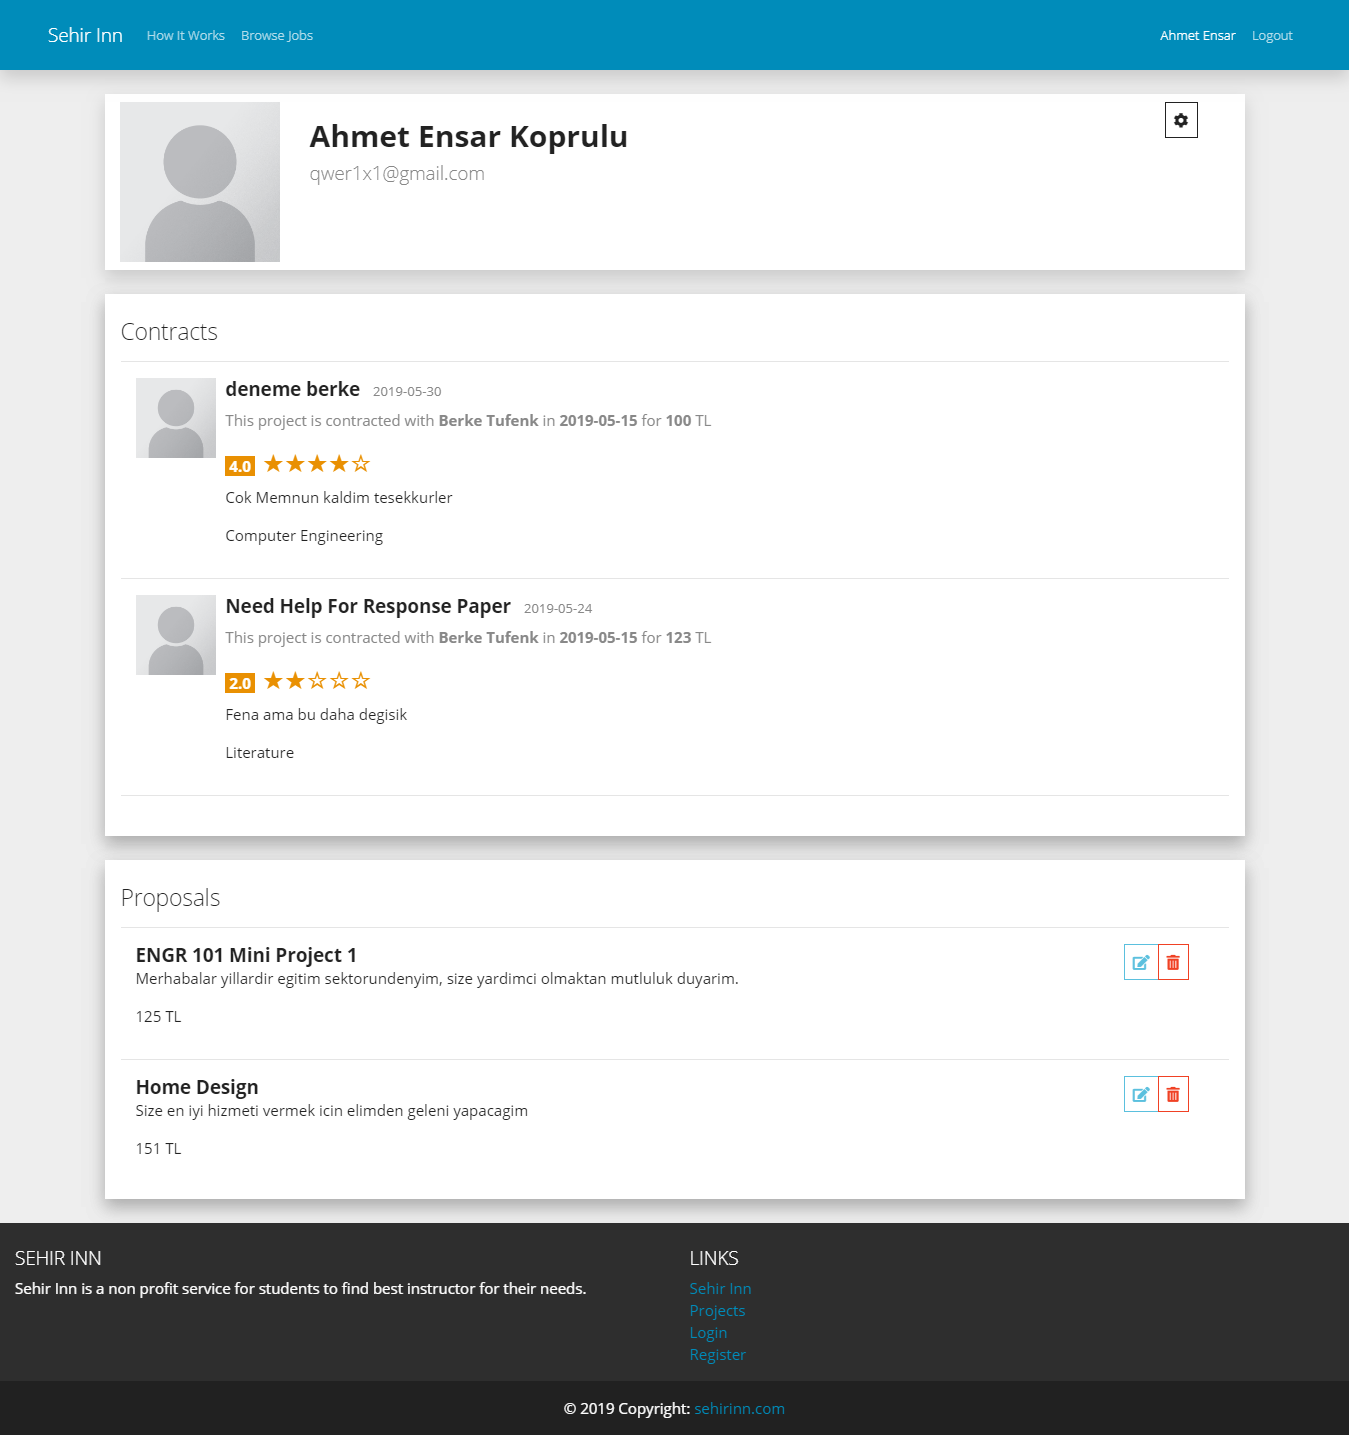 Sehir Inn How It Works Browse Jobs Ahmet Ensar Logout
Ahmet Ensar Koprulu
qwer1x1@gmail.com
Contracts
deneme berke 2019-05-30
This project is contracted with Berke Tufenk in 2019-05-15 for 100 TL
4.0
Cok Memnun kaldim tesekkurler
Computer Engineering
Need Help For Response Paper 2019-05-24
This project is contracted with Berke Tufenk in 2019-05-15 for 123 TL
2.0
Fena ama bu daha degisik
Literature
Proposals
ENGR 101 Mini Project 1
Merhabalar yillardir egitim sektorundenyim, size yardimci olmaktan mutluluk duyarim.
125 TL
Home Design
Size en iyi hizmeti vermek icin elimden geleni yapacagim
151 TL
SEHIR INN
Sehir Inn is a non profit service for students to find best instructor for their needs.
LINKS
Sehir Inn
Projects
Login
Register
© 2019 Copyright: sehirinn.com